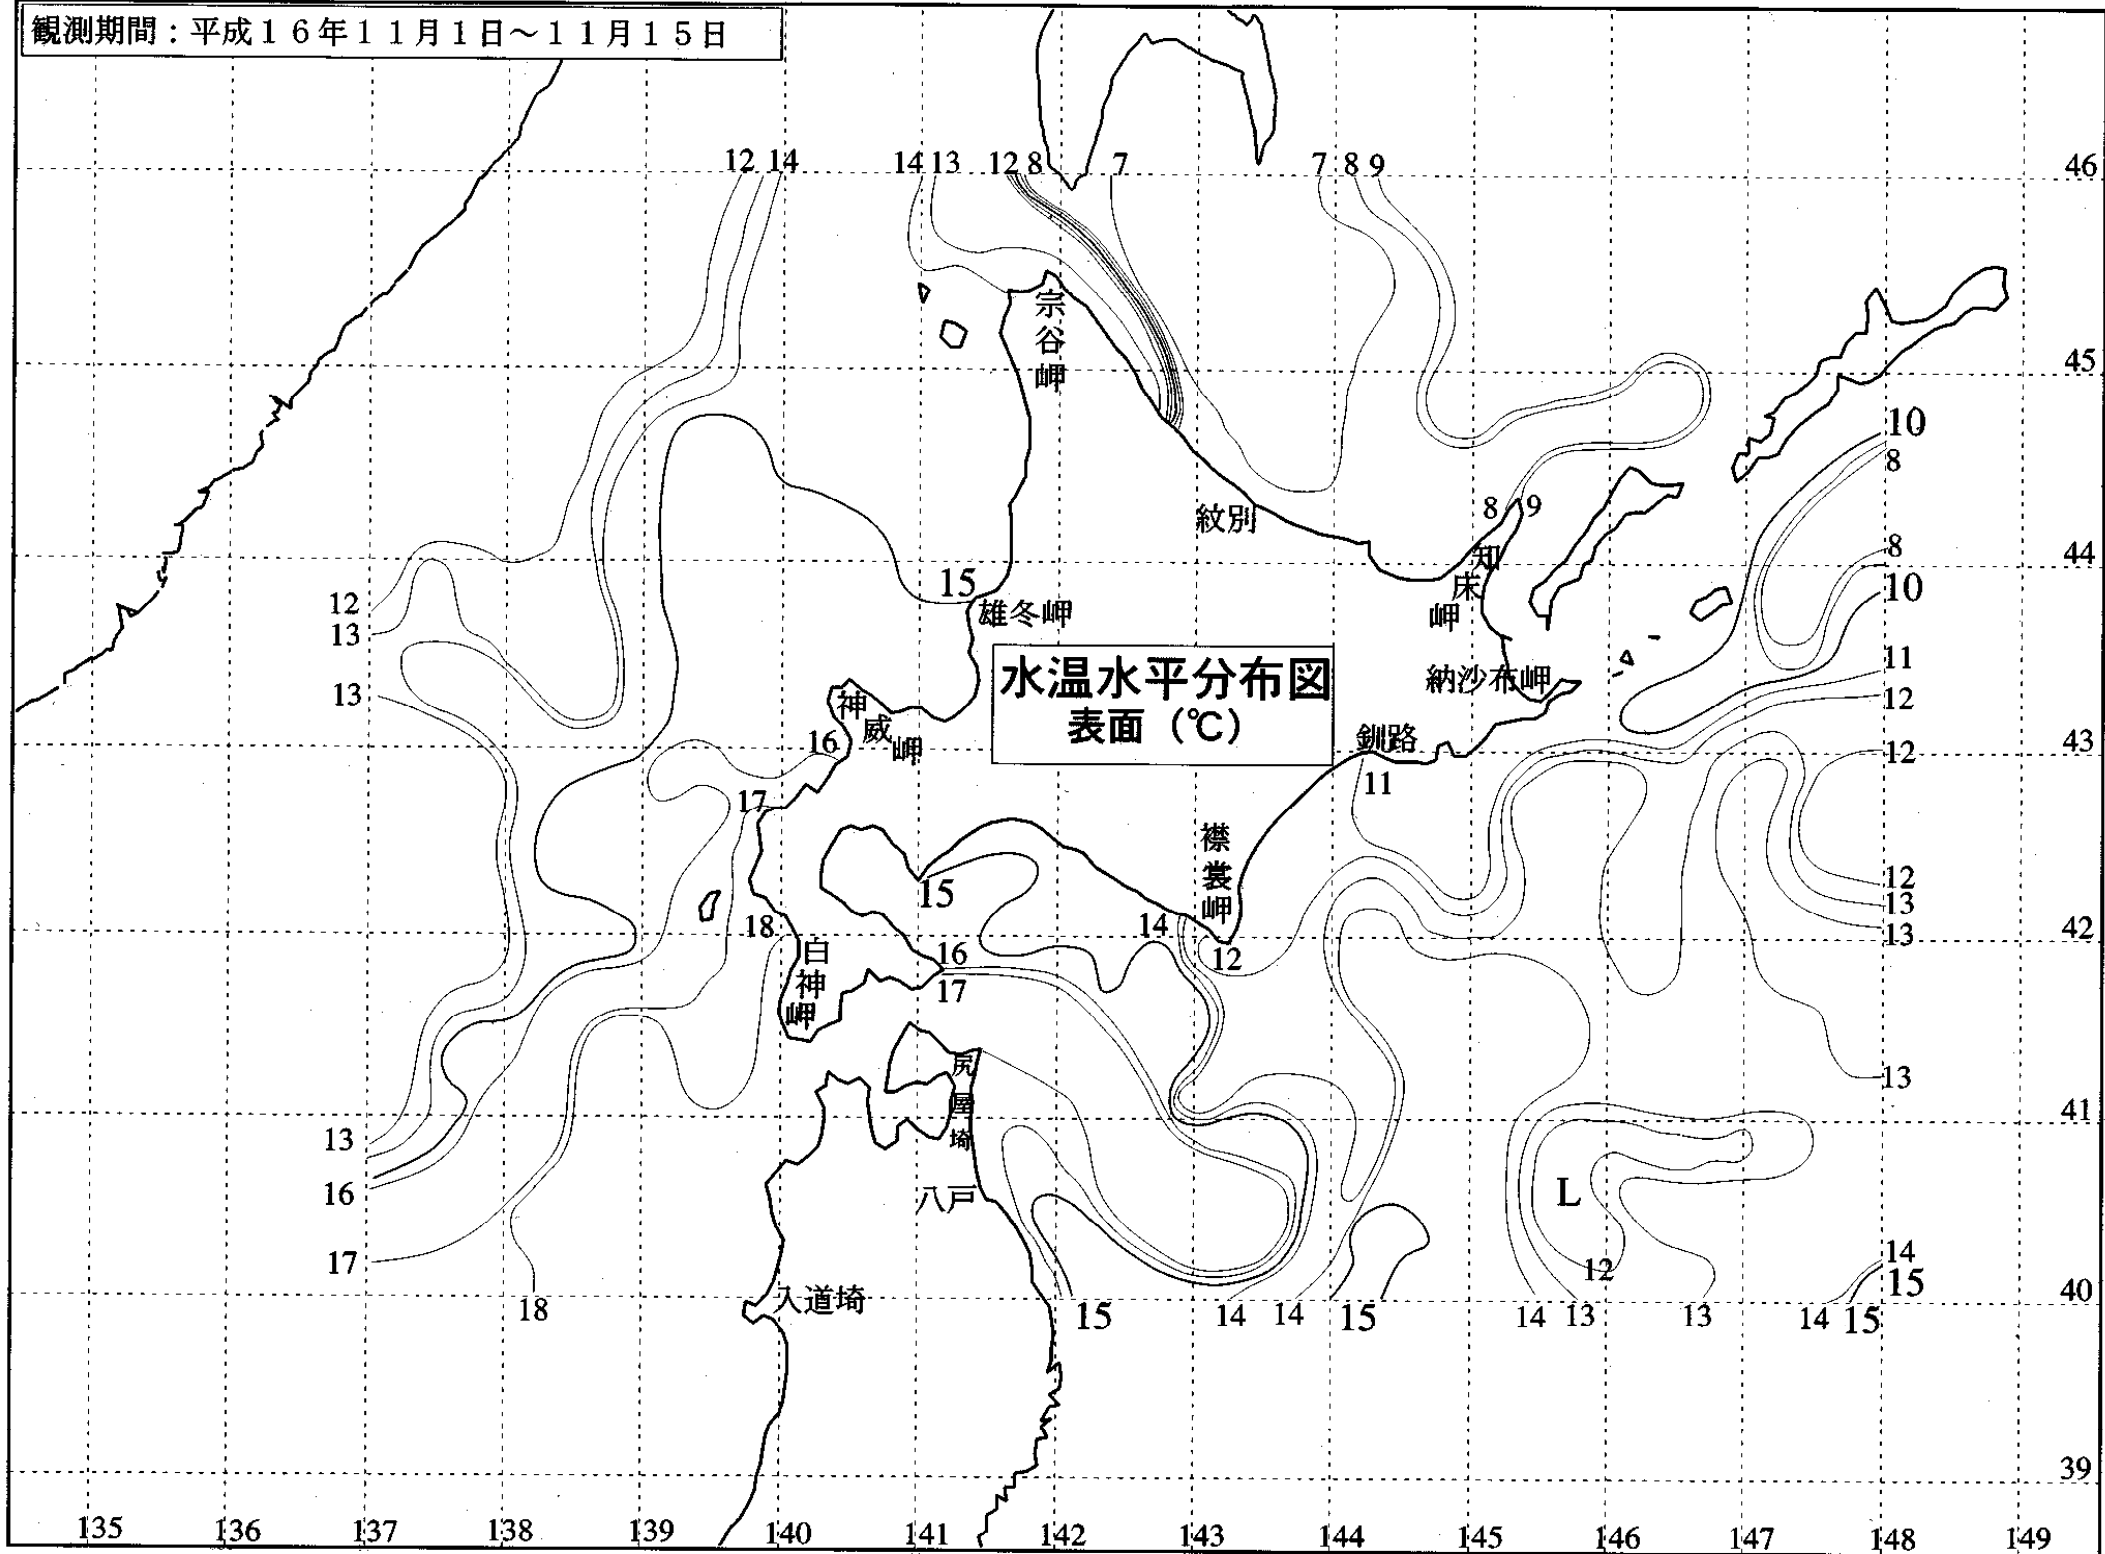 観測期間：平成１６年１１月１日～１１月１５日
12 14 14 13 12 8 7 7 8 9 46
宗谷岬
45
10
8
紋別
8 9
知床岬
8
44
10
12
13
15
雄冬岬
水温水平分布図
表面（℃）
納沙布岬
11
12
13
神威岬
16
釧路
11
43
12
17
襟裳岬
15
12
13
13
18
14
42
白神岬
16
17
12
尻屋埼
13
41
13
16
八戸
L
17
12
14
15
18
入道埼
40
15 14 14 15 14 13 13 14 15
39
135 136 137 138 139 140 141 142 143 144 145 146 147 148 149